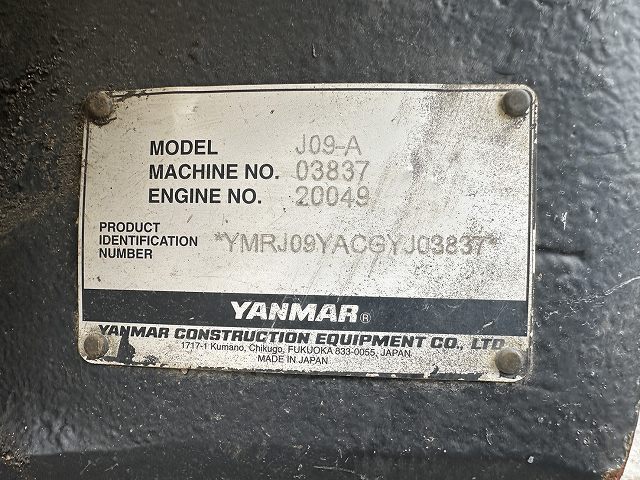 MODEL J09-A
MACHINE NO. 03837
ENGINE NO. 20049
PRODUCT
IDENTIFICATION
NUMBER
*YMRJ09YACGYJ03837*
YANMAR®
YANMAR CONSTRUCTION EQUIPMENT CO., LTD
1717-1 Kumano, Chikugo, FUKUOKA 833-0055, JAPAN
MADE IN JAPAN